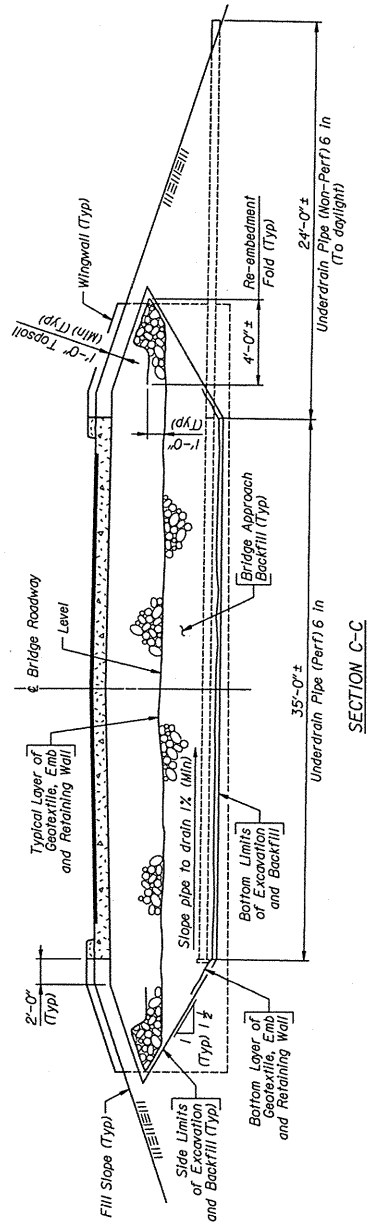 ℄ Bridge Roadway
Level
Typical Layer of
Geotextile, Emb
and Retaining Wall
2'-0"
(Typ)
Fill Slope (Typ)
1'-0" Topsoil
(Min) (Typ)
Wingwall (Typ)
1'-0"
(Typ)
4'-0"±
Re-embedment
Fold (Typ)
Slope pipe to drain 1% (Min)
Bridge Approach
Backfill (Typ)
1
(Typ) 1 1/2
Side Limits
of Excavation
and Backfill (Typ)
Bottom Layer of
Geotextile, Emb
and Retaining Wall
Bottom Limits
of Excavation
and Backfill
35'-0"±
Underdrain Pipe (Perf) 6 in
24'-0"±
Underdrain Pipe (Non-Perf) 6 in
(To daylight)
SECTION C-C